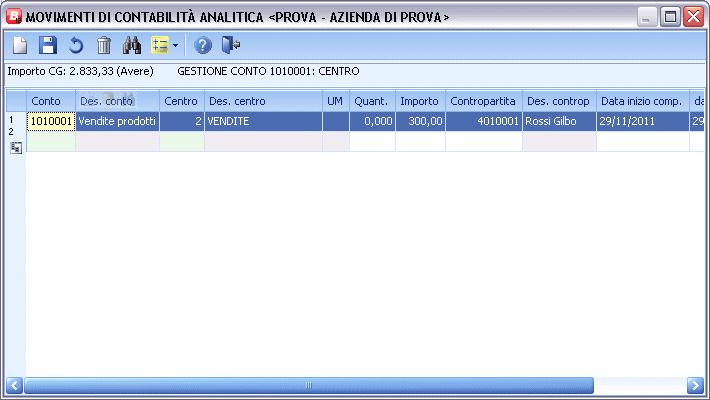 MOVIMENTI DI CONTABILITÀ ANALITICA <PROVA - AZIENDA DI PROVA>
Importo CG: 2.833,33 (Avere) GESTIONE CONTO 1010001: CENTRO
Conto Des. conto Centro Des. centro UM Quant. Importo Contropartita Des. controp Data inizio comp. da
1 1010001 Vendite prodotti 2 VENDITE 0,000 300,00 4010001 Rossi Gilbo 29/11/2011 29
2